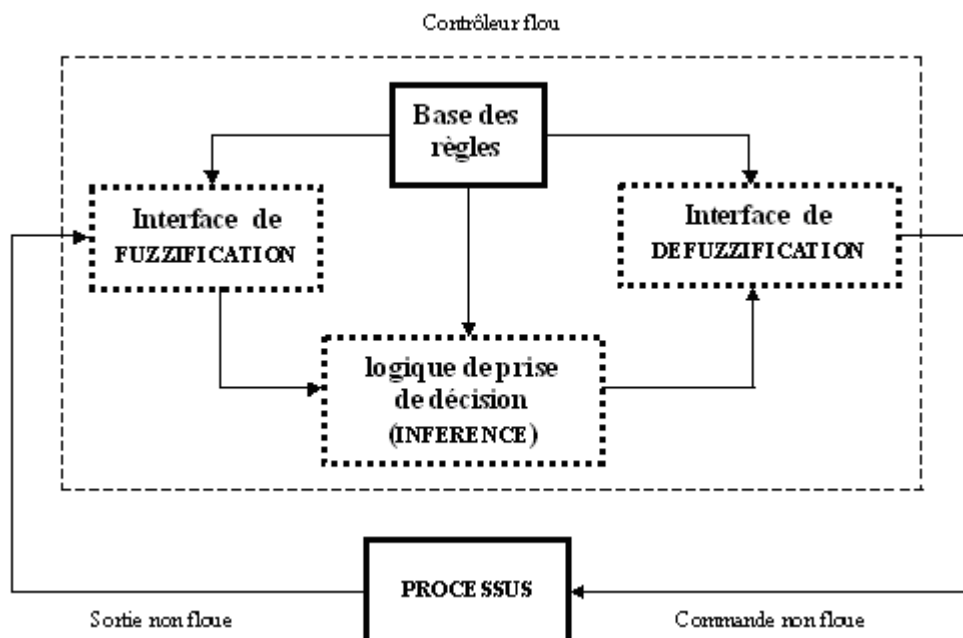 Contrôleur flou
Base des
règles
Interface de
FUZZIFICATION
Interface de
DEFUZZIFICATION
logique de prise
de décision
(INFERENCE)
PROCESSUS
Sortie non floue
Commande non floue